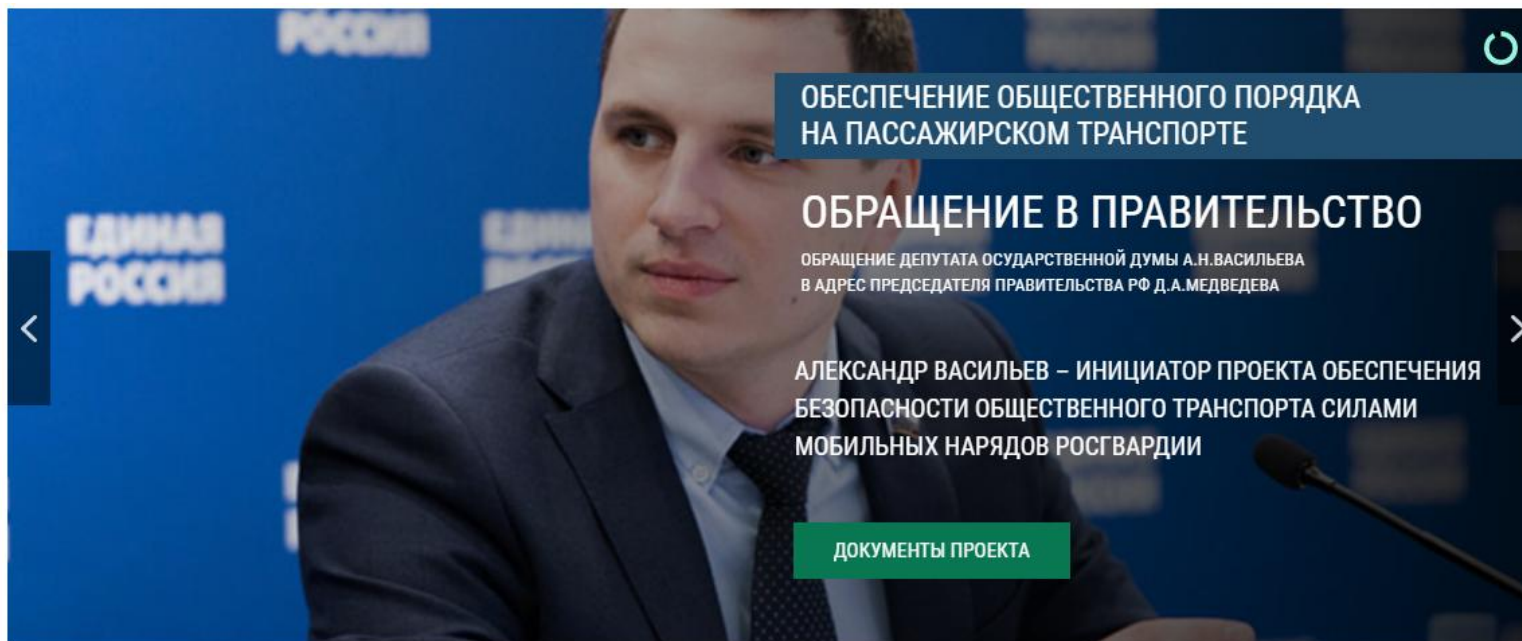 РОССИЯ
ЕДИНАЯ
РОССИЯ
ОБЕСПЕЧЕНИЕ ОБЩЕСТВЕННОГО ПОРЯДКА
НА ПАССАЖИРСКОМ ТРАНСПОРТЕ
ОБРАЩЕНИЕ В ПРАВИТЕЛЬСТВО
ОБРАЩЕНИЕ ДЕПУТАТА ОСУДАРСТВЕННОЙ ДУМЫ А.Н.ВАСИЛЬЕВА
В АДРЕС ПРЕДСЕДАТЕЛЯ ПРАВИТЕЛЬСТВА РФ Д.А.МЕДВЕДЕВА
АЛЕКСАНДР ВАСИЛЬЕВ – ИНИЦИАТОР ПРОЕКТА ОБЕСПЕЧЕНИЯ
БЕЗОПАСНОСТИ ОБЩЕСТВЕННОГО ТРАНСПОРТА СИЛАМИ
МОБИЛЬНЫХ НАРЯДОВ РОСГВАРДИИ
ДОКУМЕНТЫ ПРОЕКТА